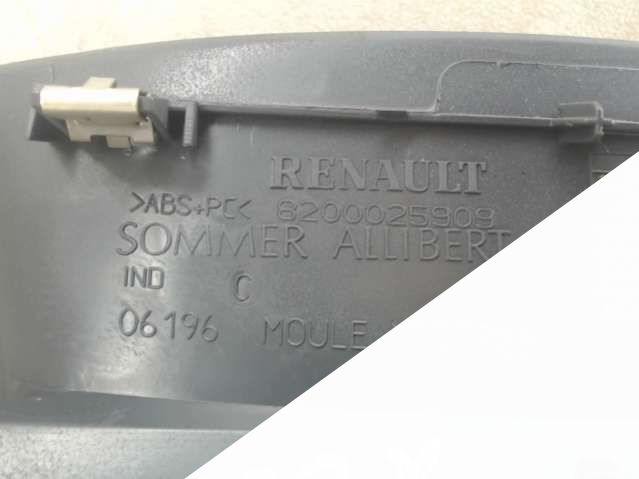 RENAULT
>ABS+PC< 8200025909
SOMMER ALLIBERT
IND C
06196 MOULE